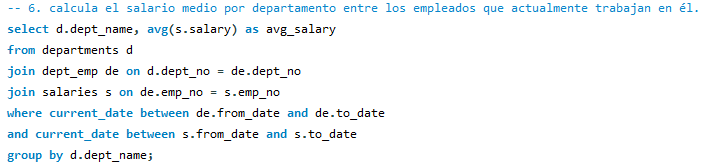 -- 6. calcula el salario medio por departamento entre los empleados que actualmente trabajan en él.
select d.dept_name, avg(s.salary) as avg_salary
from departments d
join dept_emp de on d.dept_no = de.dept_no
join salaries s on de.emp_no = s.emp_no
where current_date between de.from_date and de.to_date
and current_date between s.from_date and s.to_date
group by d.dept_name;